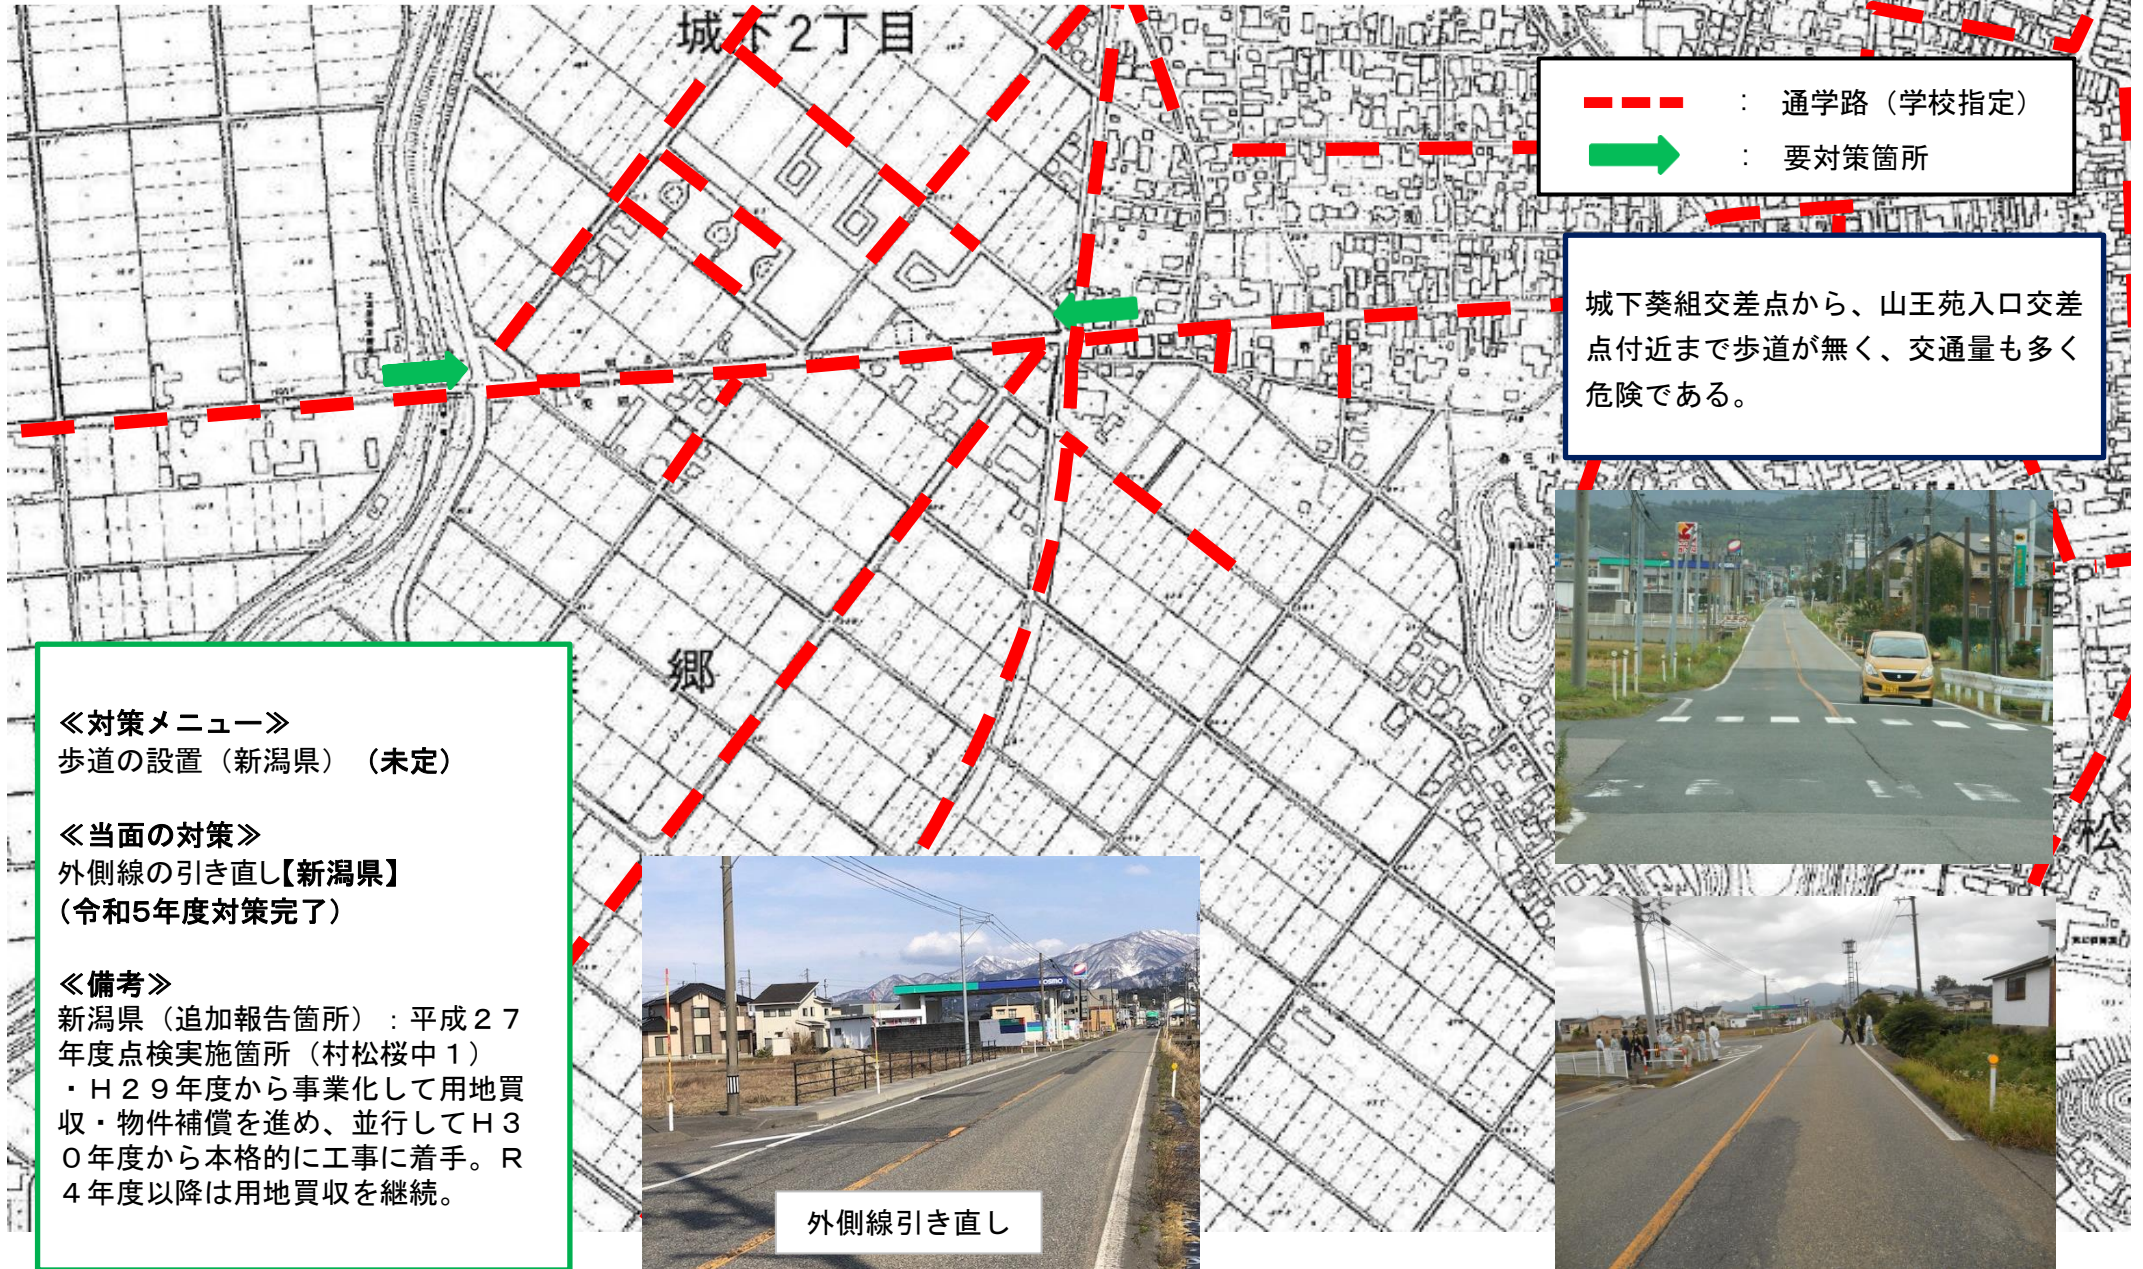 城下2丁目
： 通学路（学校指定）
： 要対策箇所
城下葵組交差点から、山王苑入口交差
点付近まで歩道が無く、交通量も多く
危険である。
郷
松
≪対策メニュー≫
歩道の設置（新潟県）（未定）
≪当面の対策≫
外側線の引き直し【新潟県】
（令和5年度対策完了）
≪備考≫
新潟県（追加報告箇所）：平成２７
年度点検実施箇所（村松桜中１）
・Ｈ２９年度から事業化して用地買
収・物件補償を進め、並行してＨ３
０年度から本格的に工事に着手。Ｒ
４年度以降は用地買収を継続。
COSMO
外側線引き直し